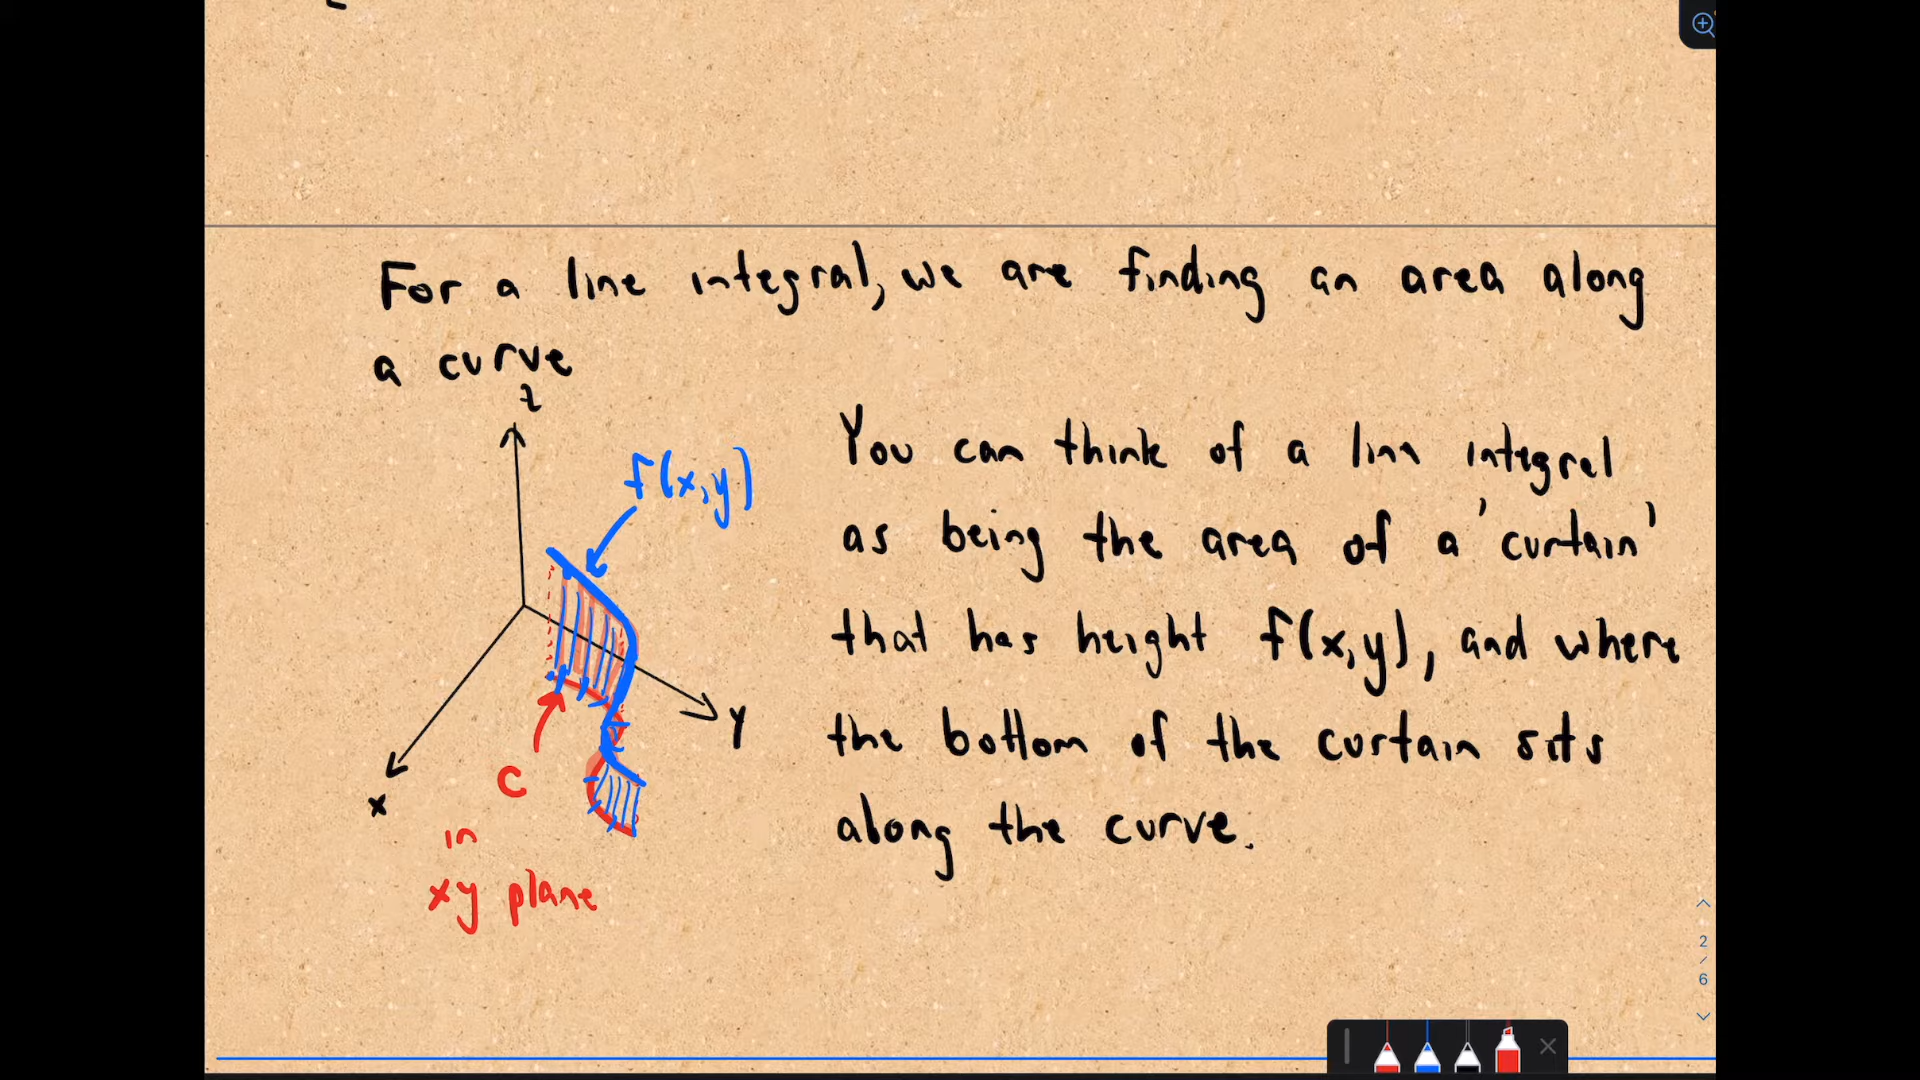 For a line integral, we are finding an area along
a curve
z
f(x,y)
You can think of a line integral
as being the area of a 'curtain'
that has height f(x,y), and where
the bottom of the curtain sits
along the curve.
y
x
C
in
xy plane
2
/
6